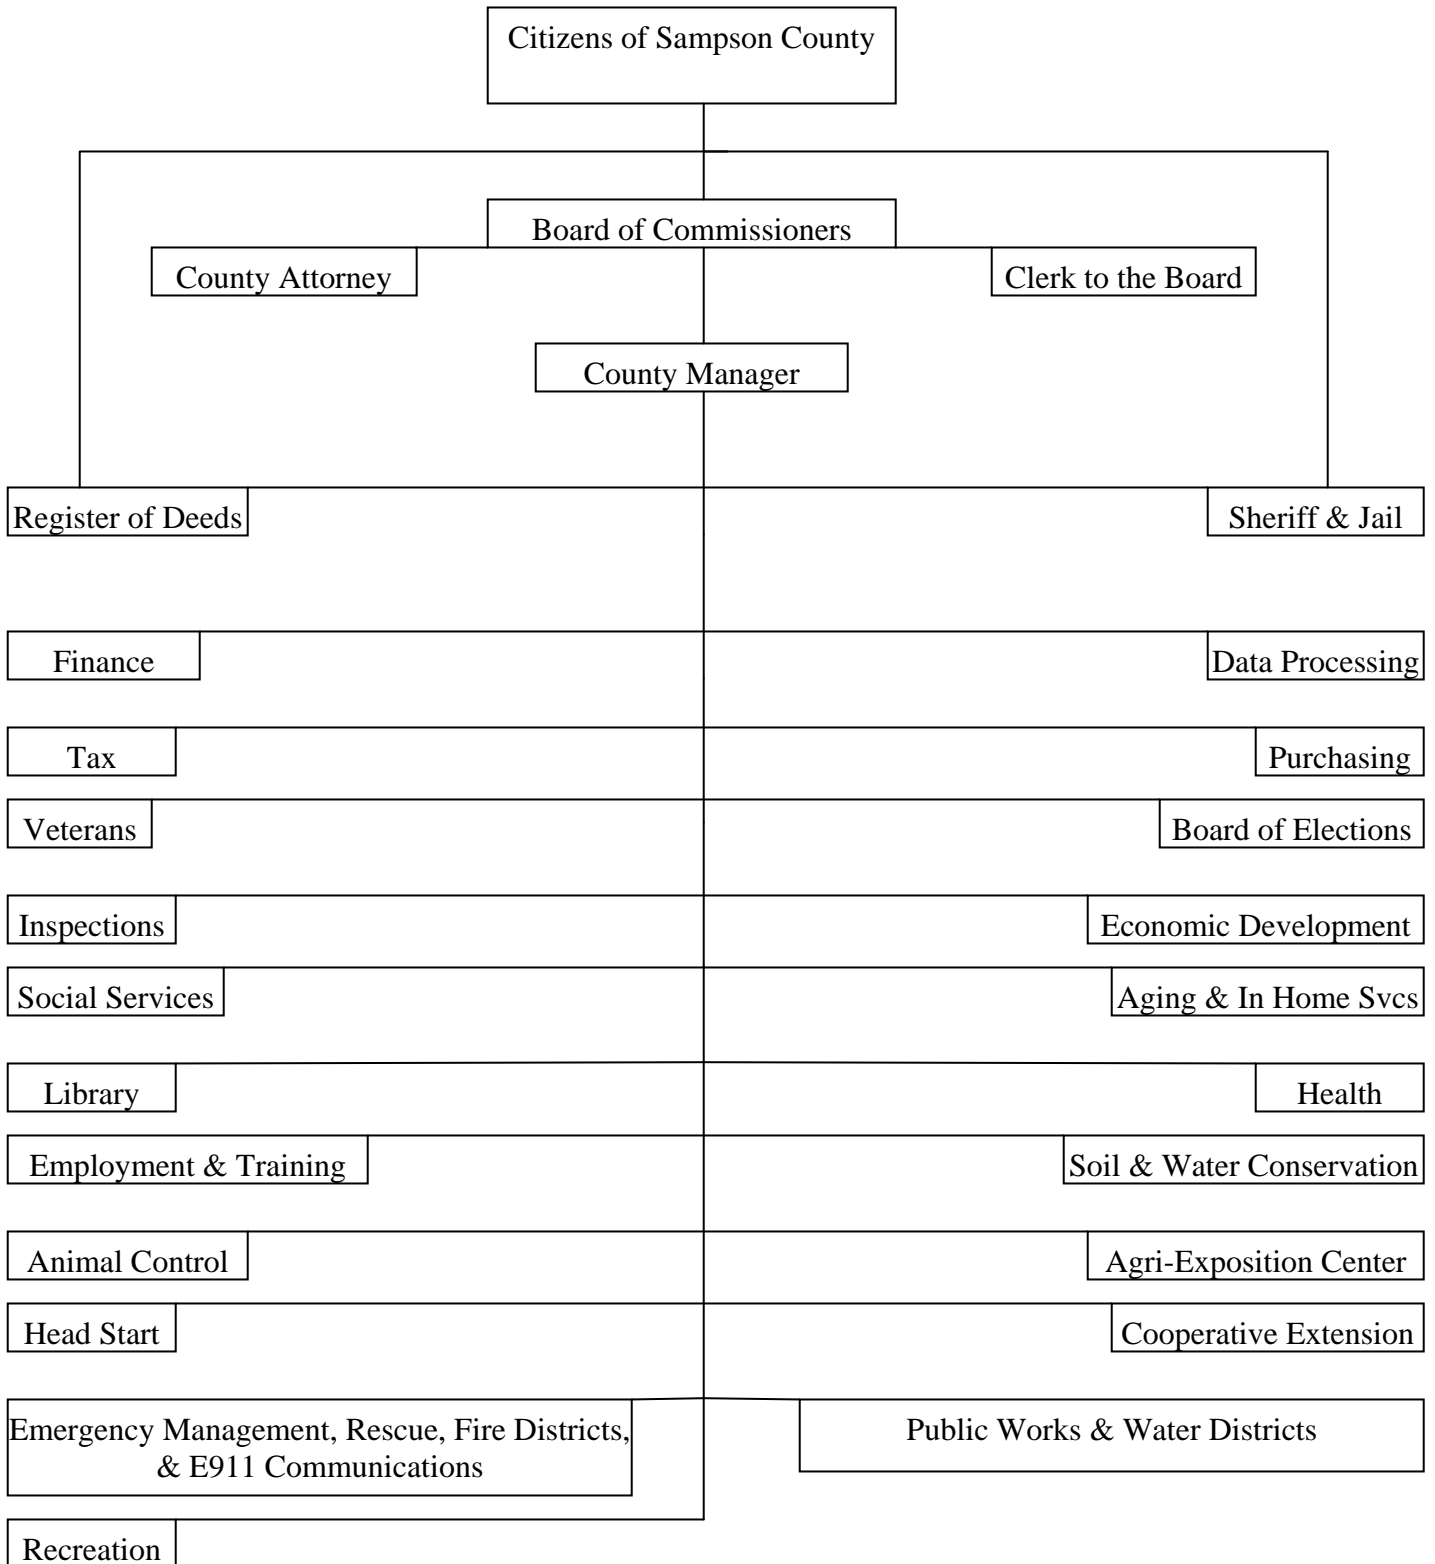 Citizens of Sampson County
Board of Commissioners
County Attorney
Clerk to the Board
County Manager
Register of Deeds
Sheriff & Jail
Finance
Data Processing
Tax
Purchasing
Veterans
Board of Elections
Inspections
Economic Development
Social Services
Aging & In Home Svcs
Library
Health
Employment & Training
Soil & Water Conservation
Animal Control
Agri-Exposition Center
Head Start
Cooperative Extension
Emergency Management, Rescue, Fire Districts,
& E911 Communications
Public Works & Water Districts
Recreation